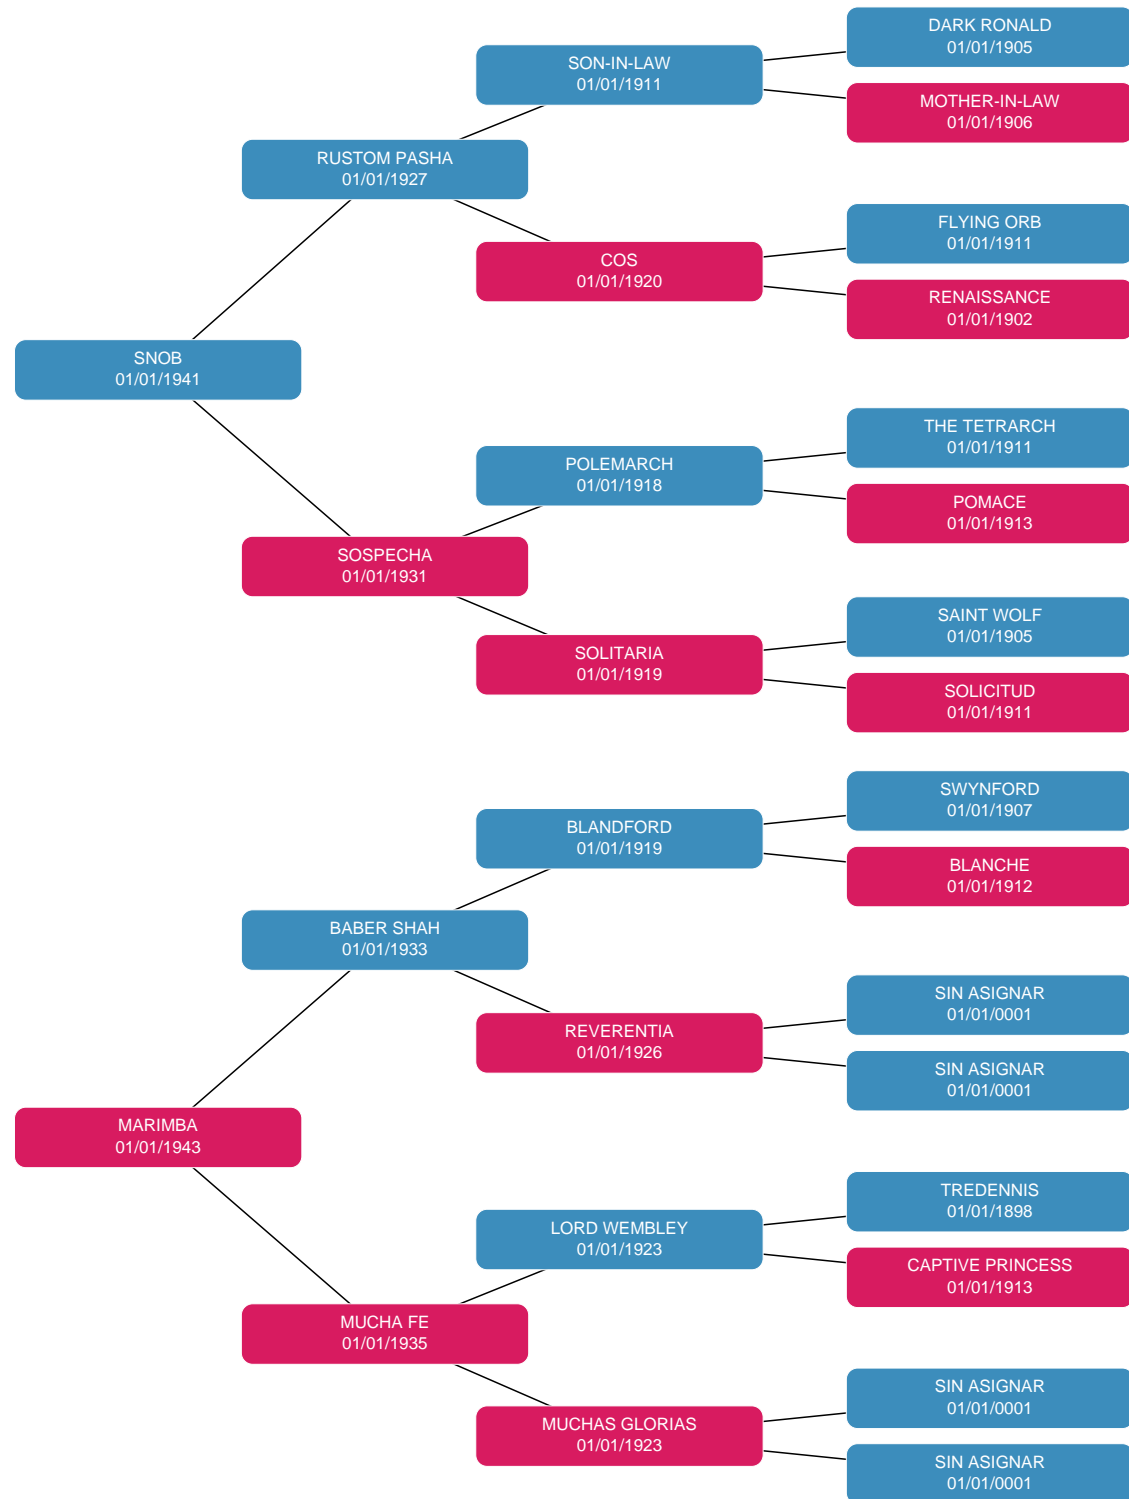 DARK RONALD
01/01/1905
SON-IN-LAW
01/01/1911
MOTHER-IN-LAW
01/01/1906
RUSTOM PASHA
01/01/1927
FLYING ORB
01/01/1911
COS
01/01/1920
RENAISSANCE
01/01/1902
SNOB
01/01/1941
THE TETRARCH
01/01/1911
POLEMARCH
01/01/1918
POMACE
01/01/1913
SOSPECHA
01/01/1931
SAINT WOLF
01/01/1905
SOLITARIA
01/01/1919
SOLICITUD
01/01/1911
SWYNFORD
01/01/1907
BLANDFORD
01/01/1919
BLANCHE
01/01/1912
BABER SHAH
01/01/1933
SIN ASIGNAR
01/01/0001
REVERENTIA
01/01/1926
SIN ASIGNAR
01/01/0001
MARIMBA
01/01/1943
TREDENNIS
01/01/1898
LORD WEMBLEY
01/01/1923
CAPTIVE PRINCESS
01/01/1913
MUCHA FE
01/01/1935
SIN ASIGNAR
01/01/0001
MUCHAS GLORIAS
01/01/1923
SIN ASIGNAR
01/01/0001